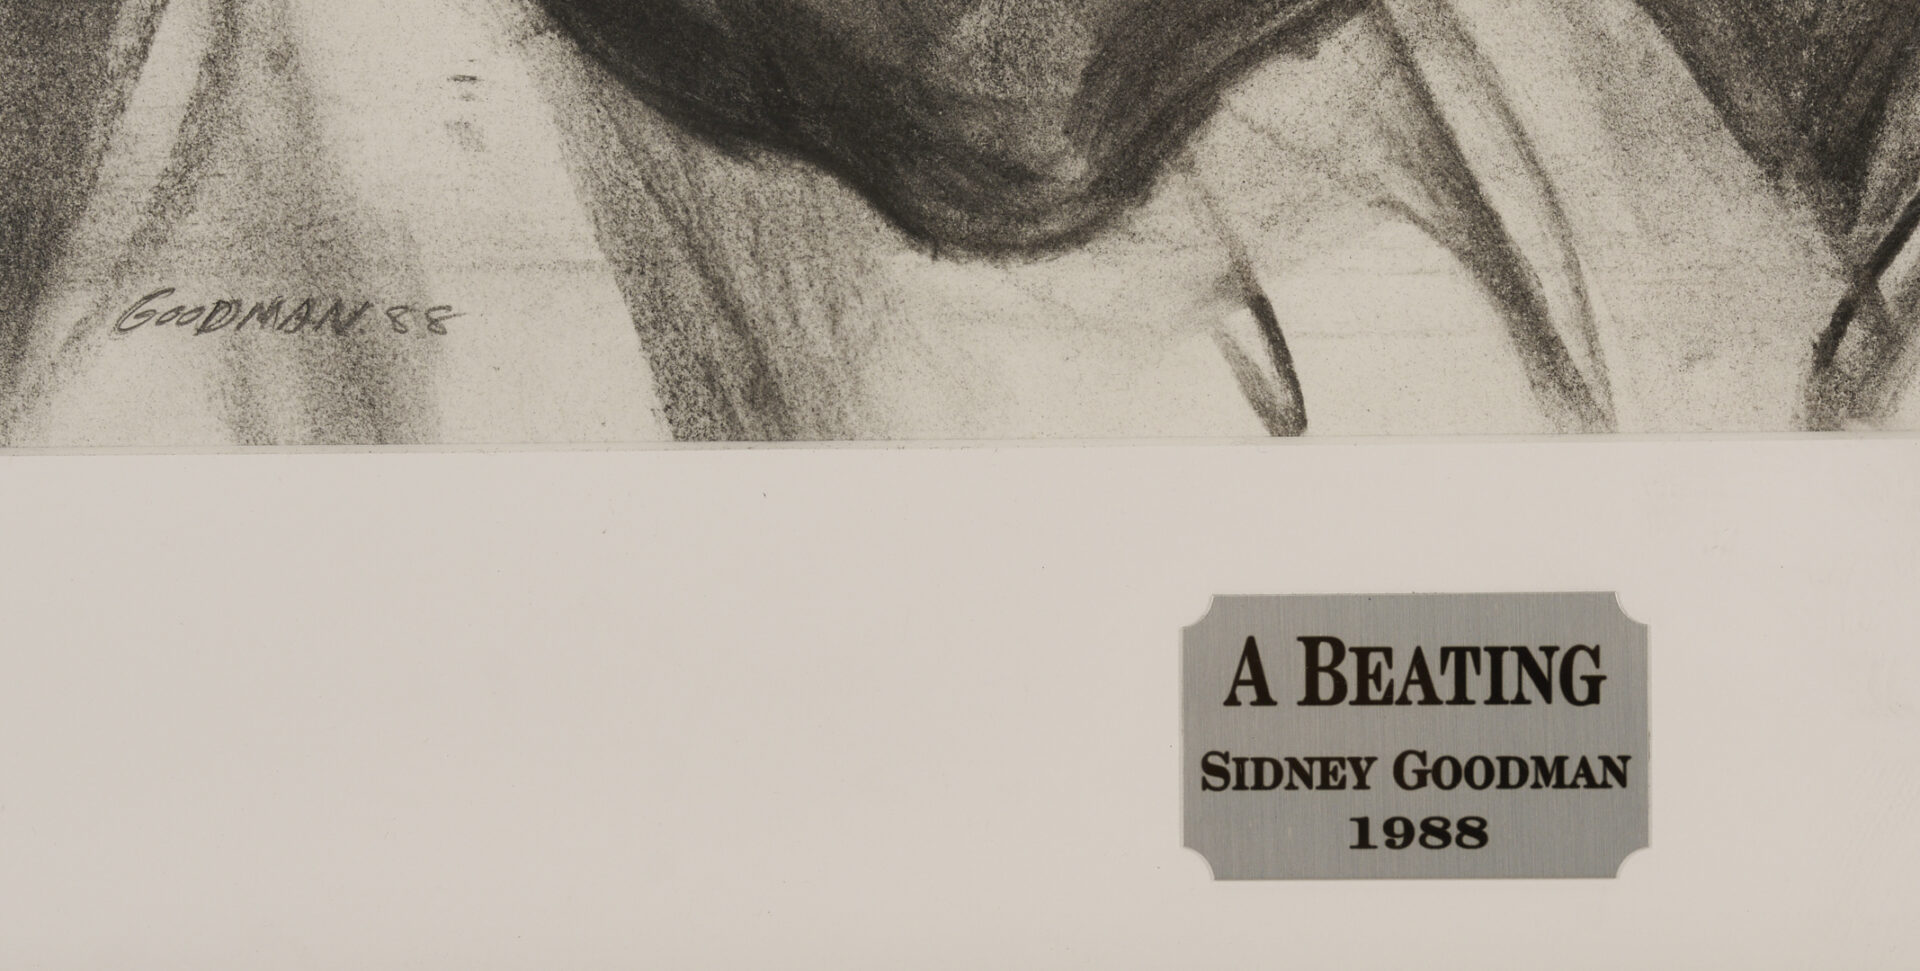 GOODMAN 88
A BEATING
SIDNEY GOODMAN
1988